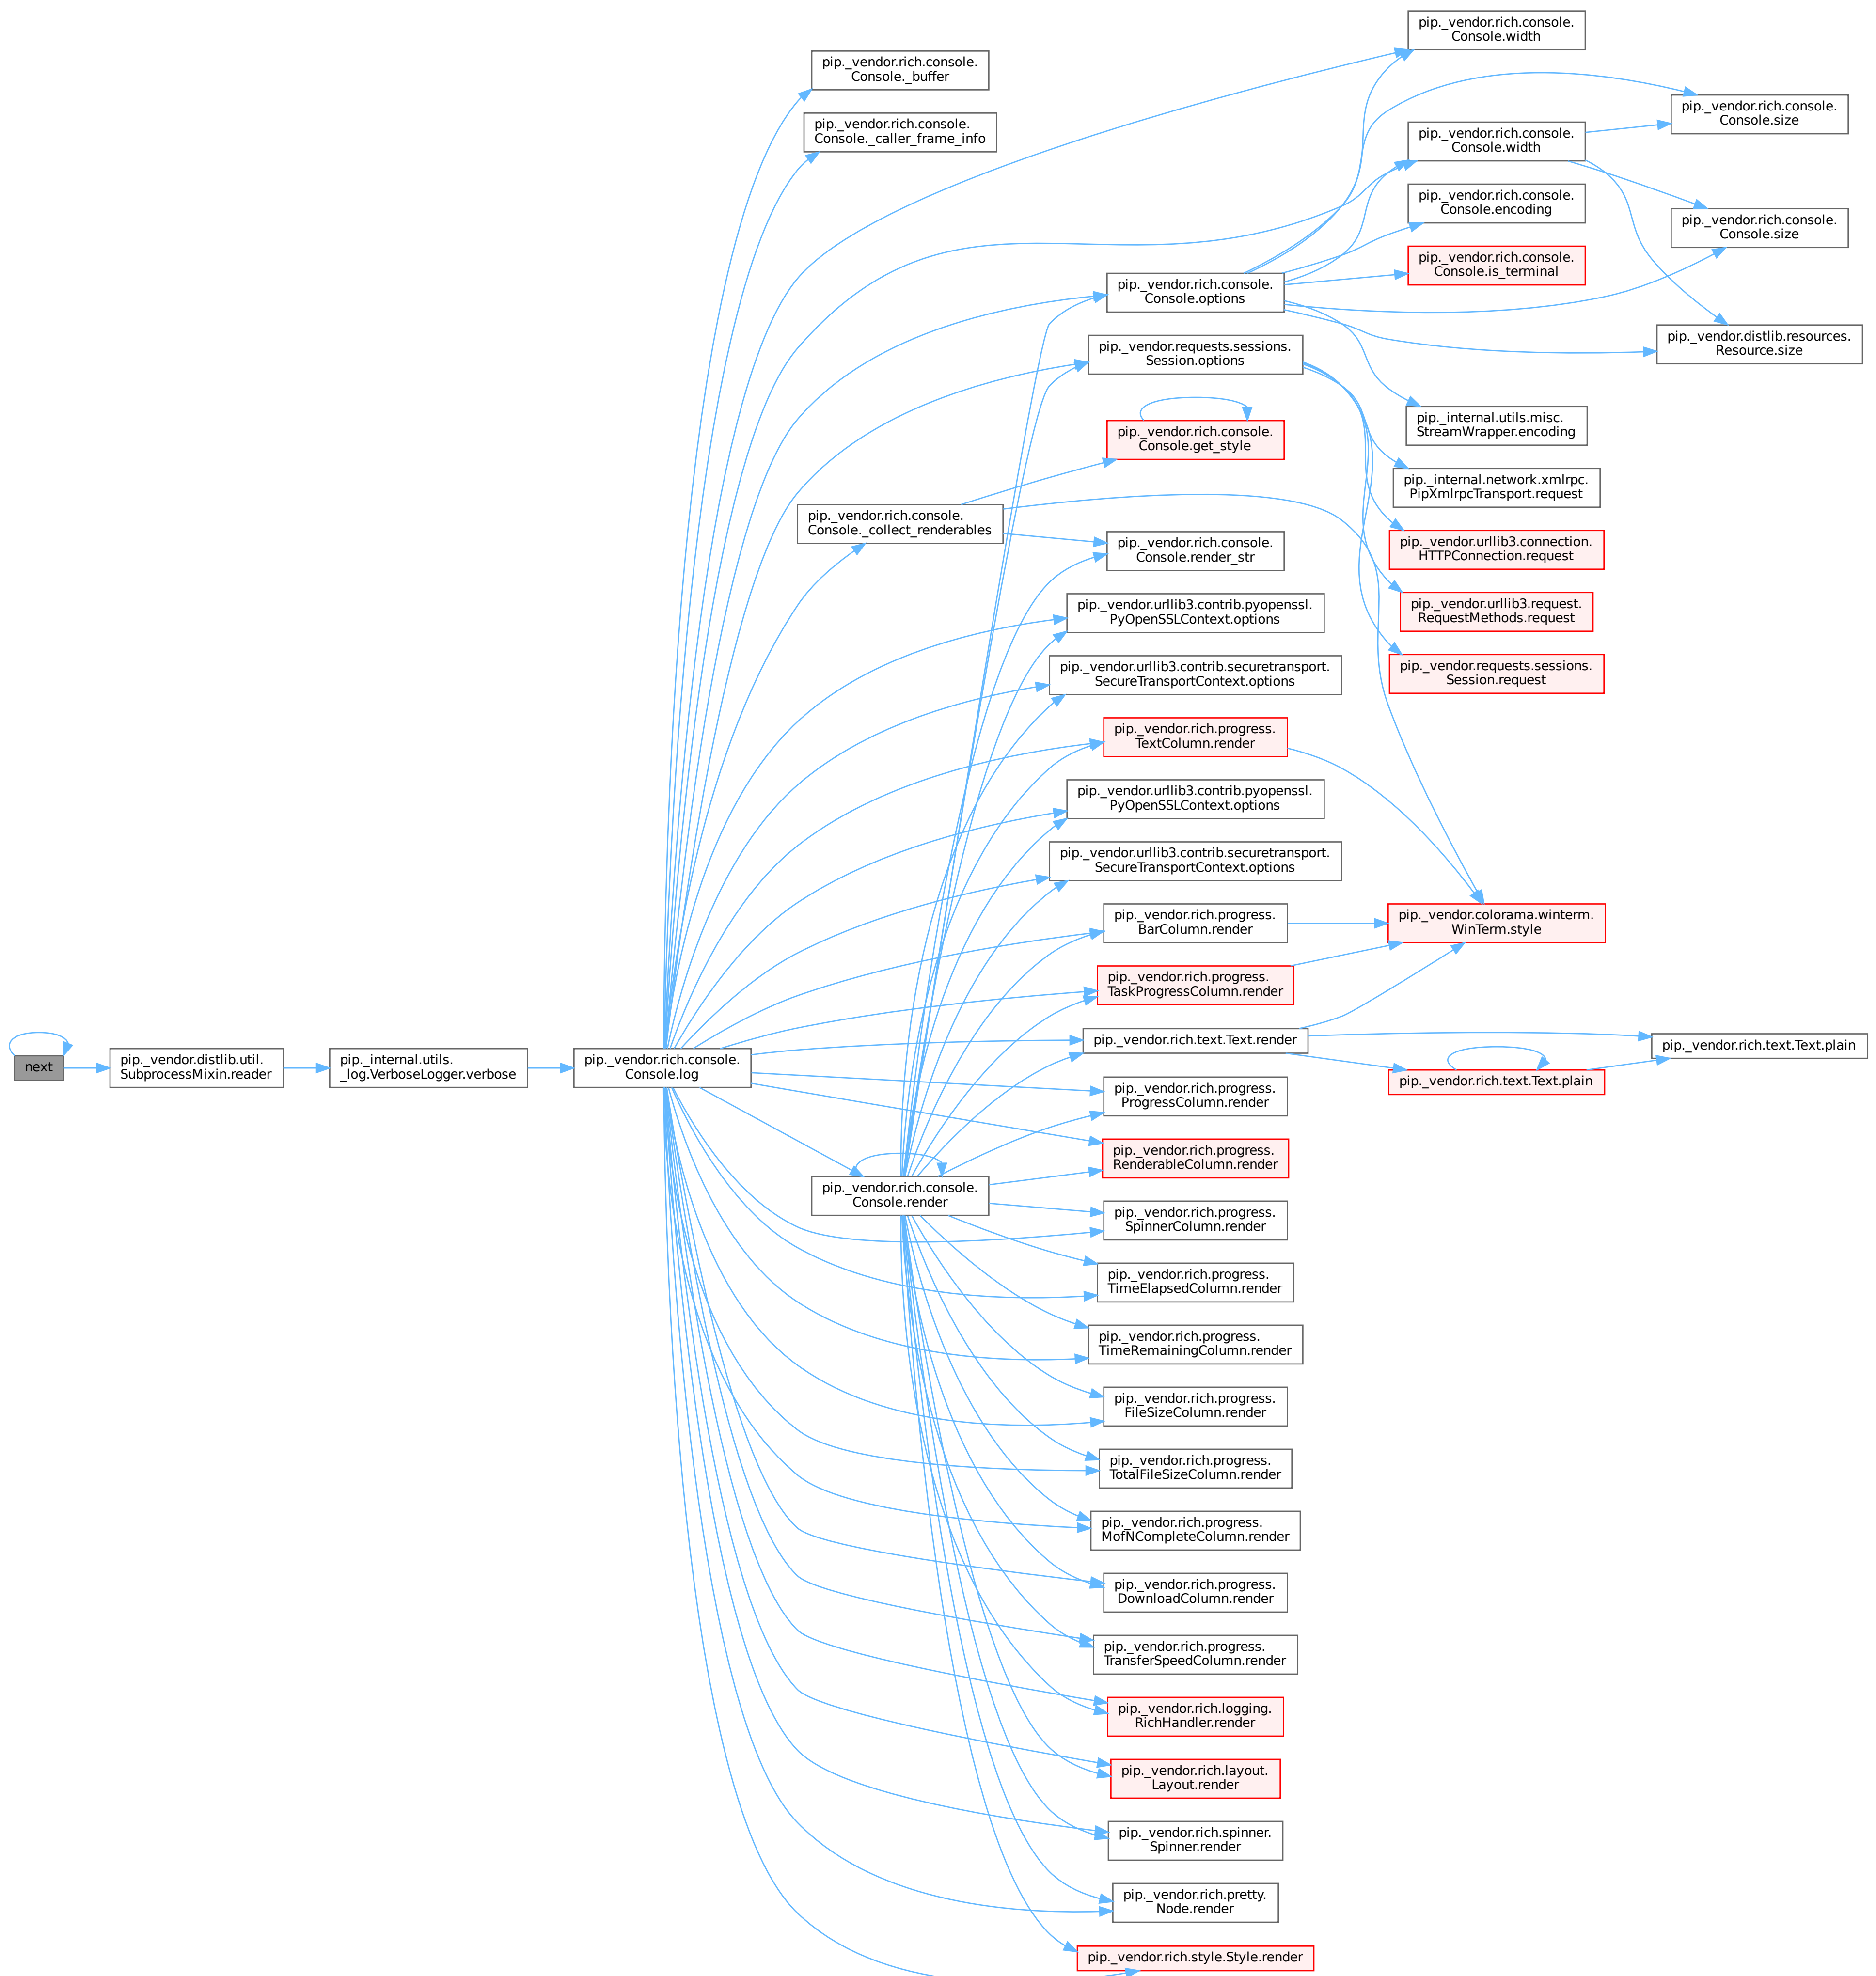 next
pip._vendor.distlib.util.
SubprocessMixin.reader
pip._internal.utils.
_log.VerboseLogger.verbose
pip._vendor.rich.console.
Console.log
pip._vendor.rich.console.
Console._buffer
pip._vendor.rich.console.
Console._caller_frame_info
pip._vendor.rich.console.
Console._collect_renderables
pip._vendor.rich.console.
Console.render
pip._vendor.rich.console.
Console.options
pip._vendor.requests.sessions.
Session.options
pip._vendor.rich.console.
Console.get_style
pip._vendor.rich.console.
Console.render_str
pip._vendor.urllib3.contrib.pyopenssl.
PyOpenSSLContext.options
pip._vendor.urllib3.contrib.securetransport.
SecureTransportContext.options
pip._vendor.rich.progress.
TextColumn.render
pip._vendor.urllib3.contrib.pyopenssl.
PyOpenSSLContext.options
pip._vendor.urllib3.contrib.securetransport.
SecureTransportContext.options
pip._vendor.rich.progress.
BarColumn.render
pip._vendor.rich.progress.
TaskProgressColumn.render
pip._vendor.rich.text.Text.render
pip._vendor.rich.progress.
ProgressColumn.render
pip._vendor.rich.progress.
RenderableColumn.render
pip._vendor.rich.progress.
SpinnerColumn.render
pip._vendor.rich.progress.
TimeElapsedColumn.render
pip._vendor.rich.progress.
TimeRemainingColumn.render
pip._vendor.rich.progress.
FileSizeColumn.render
pip._vendor.rich.progress.
TotalFileSizeColumn.render
pip._vendor.rich.progress.
MofNCompleteColumn.render
pip._vendor.rich.progress.
DownloadColumn.render
pip._vendor.rich.progress.
TransferSpeedColumn.render
pip._vendor.rich.logging.
RichHandler.render
pip._vendor.rich.layout.
Layout.render
pip._vendor.rich.spinner.
Spinner.render
pip._vendor.rich.pretty.
Node.render
pip._vendor.rich.style.Style.render
pip._vendor.rich.console.
Console.width
pip._vendor.rich.console.
Console.width
pip._vendor.rich.console.
Console.encoding
pip._vendor.rich.console.
Console.is_terminal
pip._internal.utils.misc.
StreamWrapper.encoding
pip._internal.network.xmlrpc.
PipXmlrpcTransport.request
pip._vendor.urllib3.connection.
HTTPConnection.request
pip._vendor.urllib3.request.
RequestMethods.request
pip._vendor.requests.sessions.
Session.request
pip._vendor.colorama.winterm.
WinTerm.style
pip._vendor.rich.text.Text.plain
pip._vendor.rich.console.
Console.size
pip._vendor.rich.console.
Console.size
pip._vendor.distlib.resources.
Resource.size
pip._vendor.rich.text.Text.plain